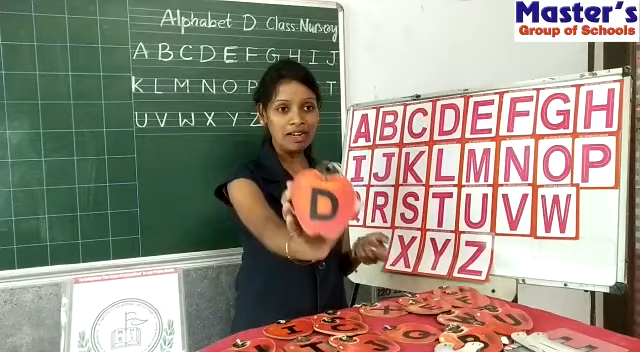 Master's
Group of Schools
Alphabet D Class:-Nursery
A B C D E F G H I J
K L M N O P
T
U V W X Y Z
A B C D E F G H
I J K L M N O P
R S T U V W
X Y Z
D